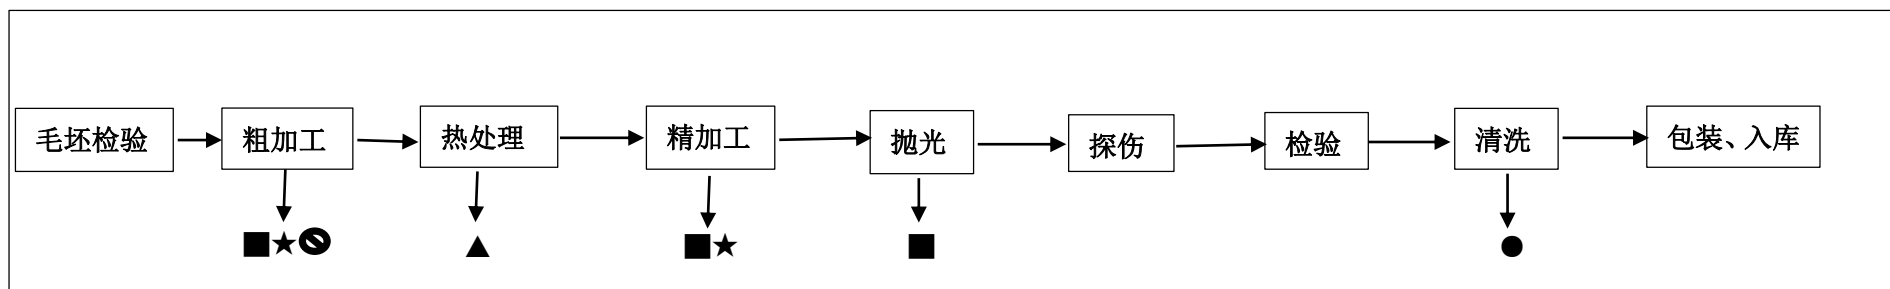 毛坯检验
粗加工
热处理
精加工
抛光
探伤
检验
清洗
包装、入库
■★🛇
▲
■★
■
●